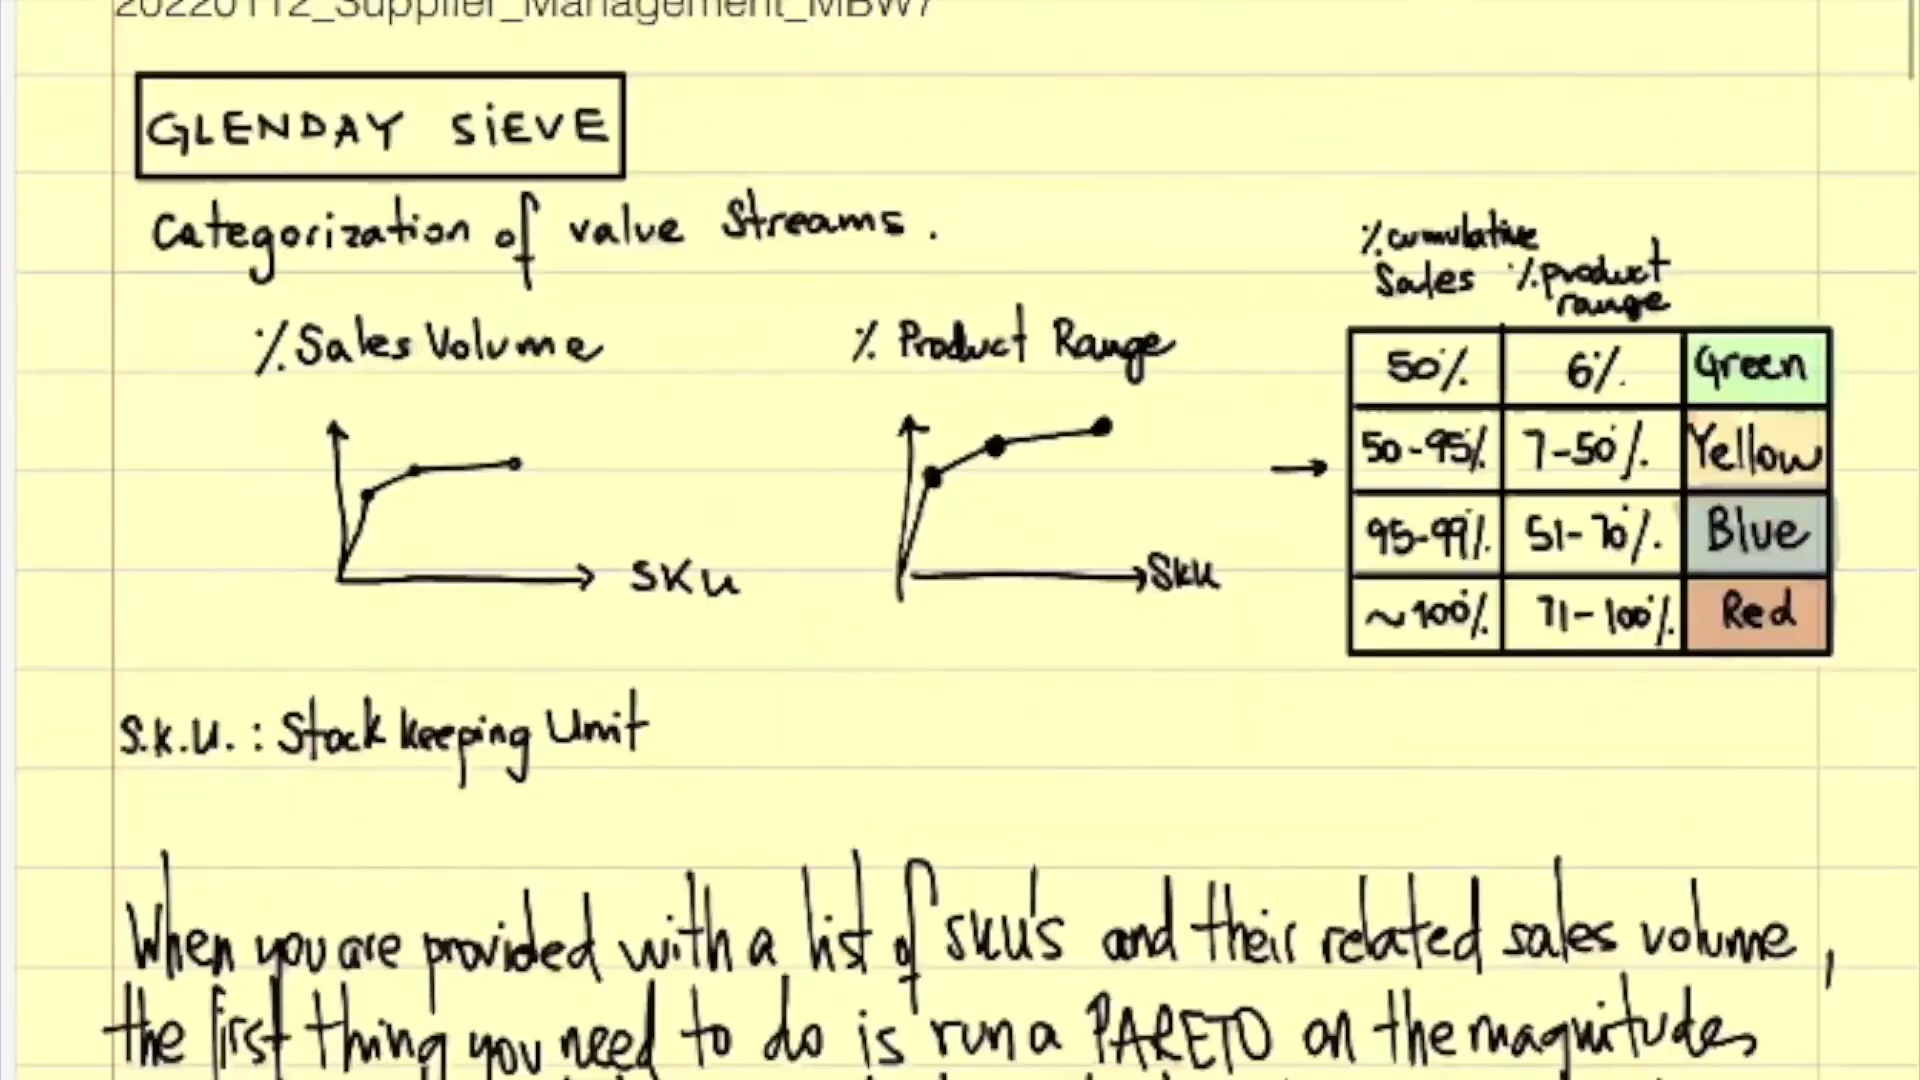 20220112_Supplier_Management_MBW7
GLENDAY SiEVE
Categorization of value Streams.
% Sales Volume
SKU
% Product Range
SKU
% cumulative
Sales % product
range
50% 6% Green
50-95% 7-50% Yellow
95-99% 51-70% Blue
~100% 71-100% Red
S.K.U. : Stock keeping Unit
When you are provided with a list of SKU's and their related sales volume,
the first thing you need to do is run a PARETO on the magnitudes